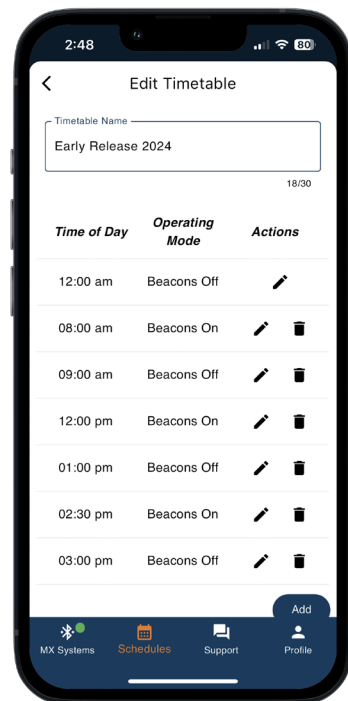 2:48
80
Edit Timetable
Timetable Name
Early Release 2024
18/30
Time of Day Operating Mode Actions
12:00 am Beacons Off
08:00 am Beacons On
09:00 am Beacons Off
12:00 pm Beacons On
01:00 pm Beacons Off
02:30 pm Beacons On
03:00 pm Beacons Off
Add
MX Systems Schedules Support Profile